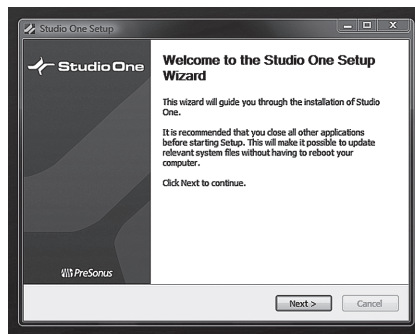 Studio One Setup
Studio One
Welcome to the Studio One Setup
Wizard
This wizard will guide you through the installation of Studio
One.
It is recommended that you close all other applications
before starting Setup. This will make it possible to update
relevant system files without having to reboot your
computer.
Click Next to continue.
PreSonus
Next >
Cancel